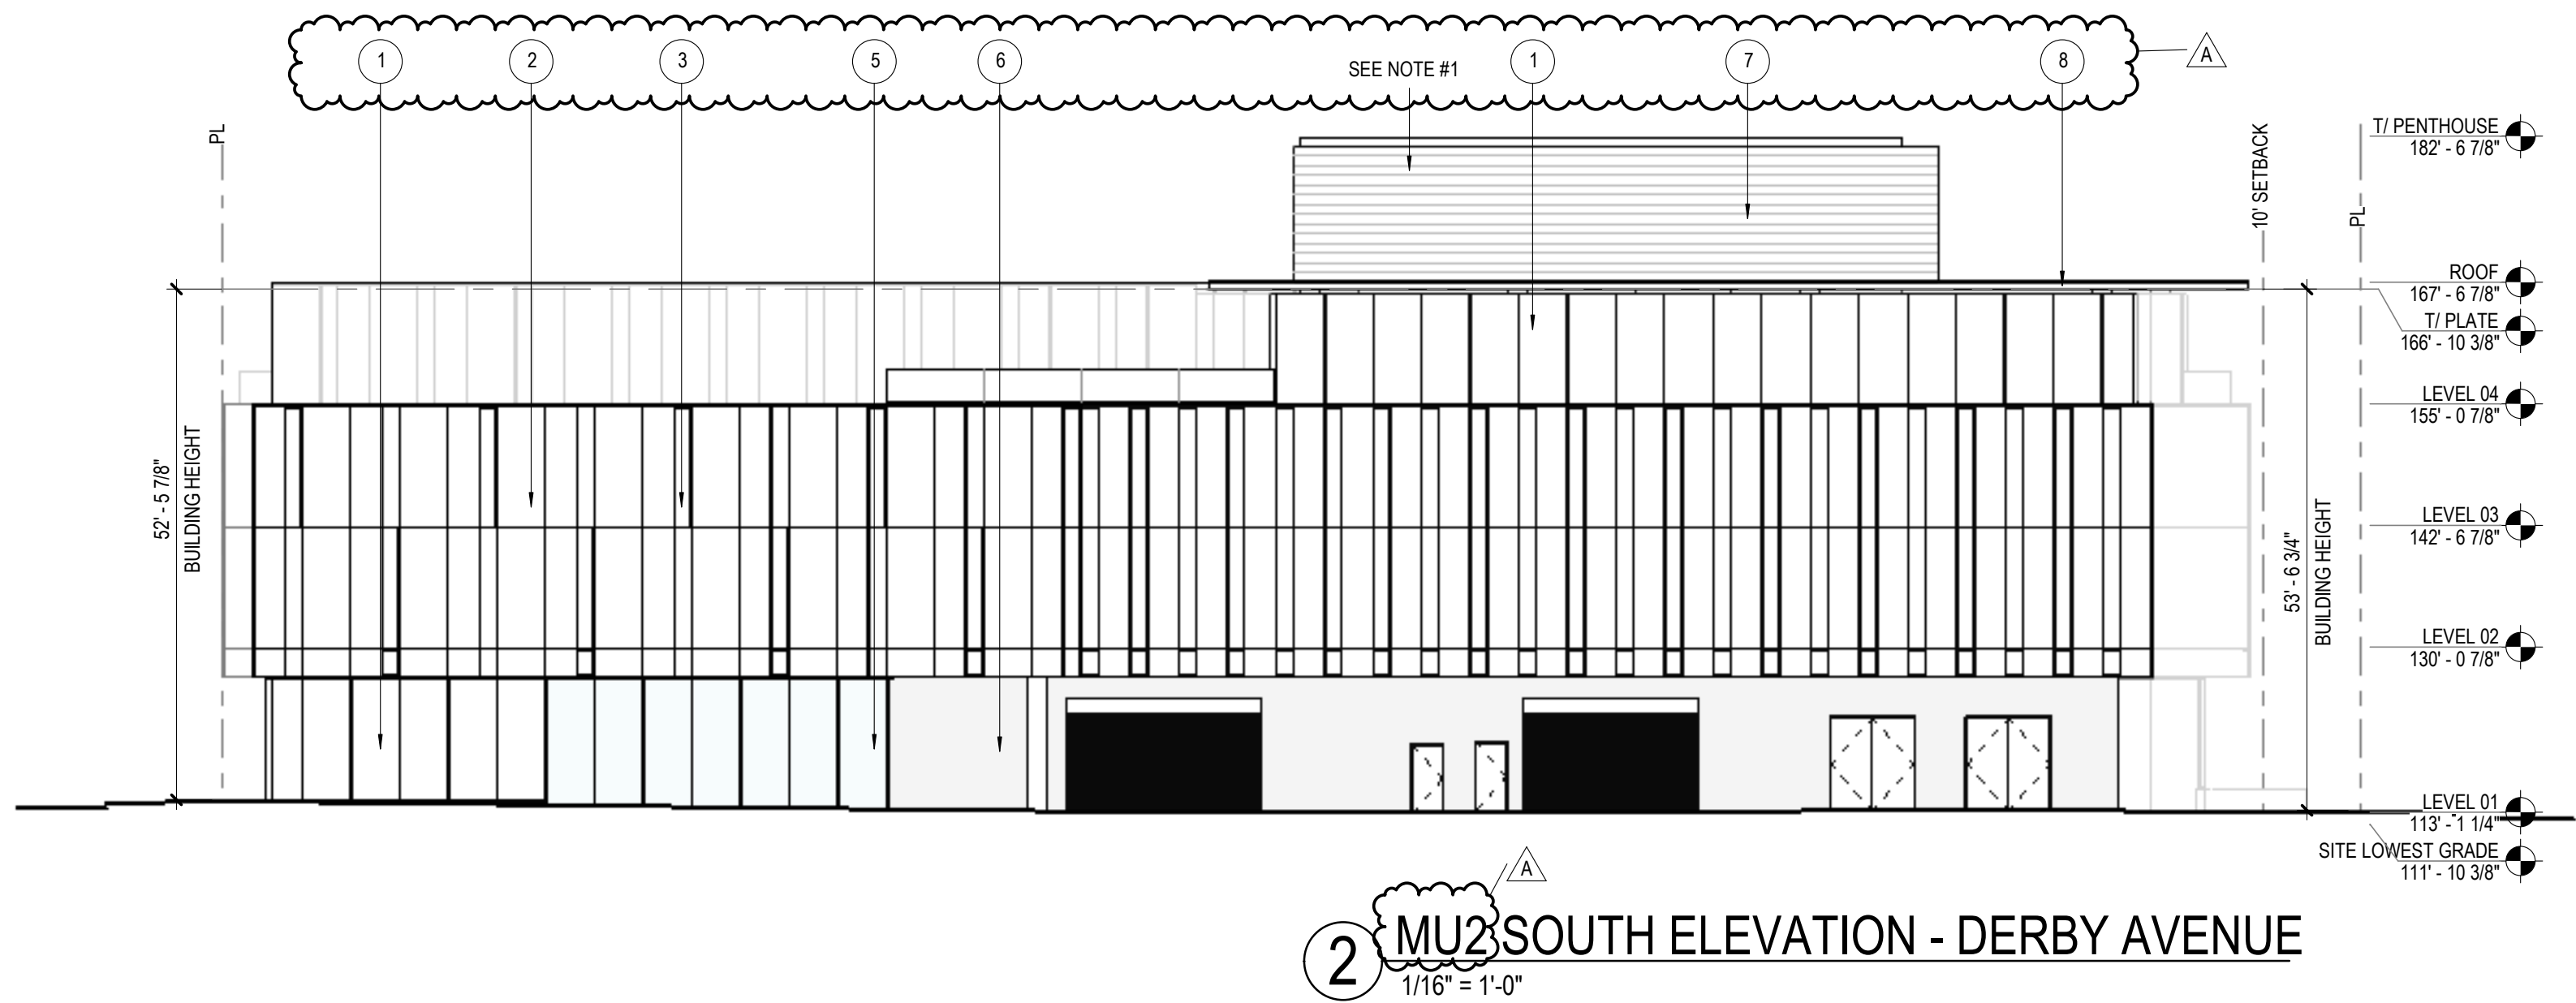 1 2 3 5 6 SEE NOTE #1 1 7 8 A
PL
10' SETBACK
PL
T/ PENTHOUSE
182' - 6 7/8"
ROOF
167' - 6 7/8"
T/ PLATE
166' - 10 3/8"
LEVEL 04
155' - 0 7/8"
52' - 5 7/8"
BUILDING HEIGHT
53' - 6 3/4"
BUILDING HEIGHT
LEVEL 03
142' - 6 7/8"
LEVEL 02
130' - 0 7/8"
LEVEL 01
113' - 1 1/4"
SITE LOWEST GRADE
111' - 10 3/8"
A
2 MU2 SOUTH ELEVATION - DERBY AVENUE
1/16" = 1'-0"